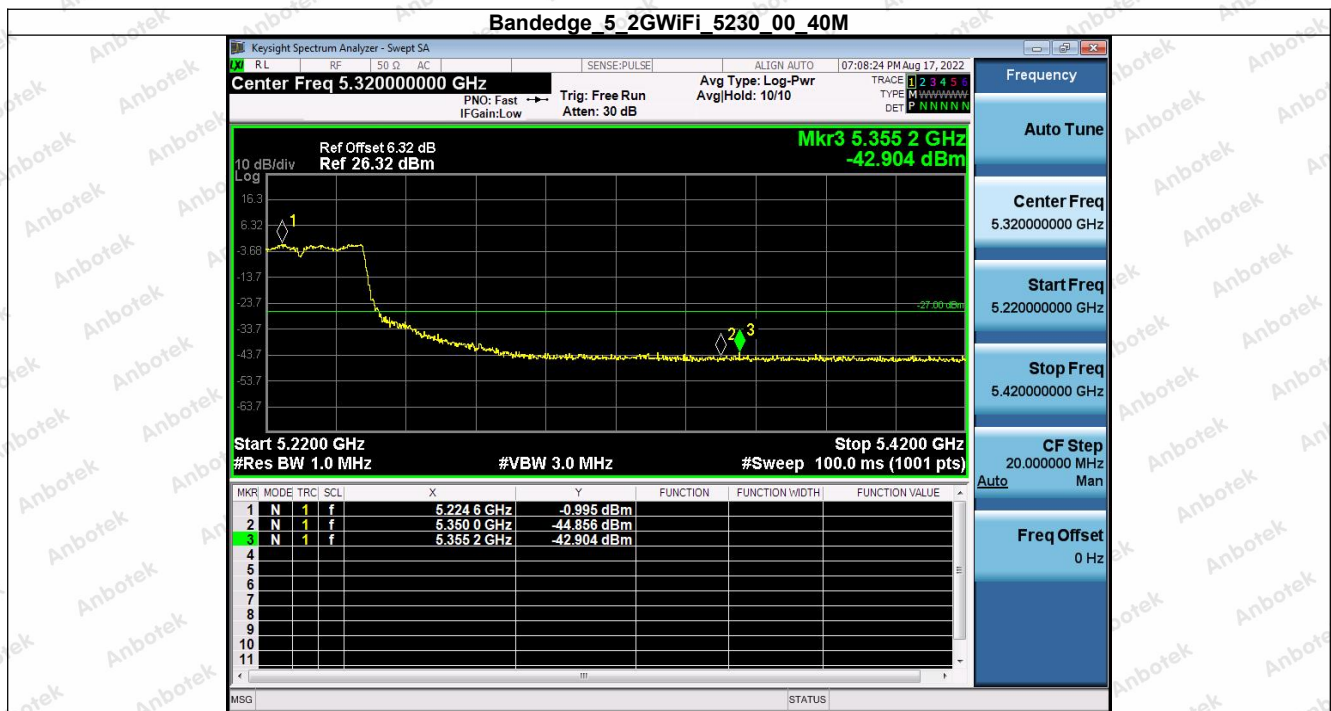 Bandedge_5_2GWiFi_5230_00_40M
Keysight Spectrum Analyzer - Swept SA
LXI RL RF 50 Ω AC SENSE:PULSE ALIGN AUTO 07:08:24 PM Aug 17, 2022
Center Freq 5.320000000 GHz
PNO: Fast
IFGain:Low
Trig: Free Run
Atten: 30 dB
Avg Type: Log-Pwr
Avg|Hold: 10/10
TRACE 1 2 3 4 5 6
TYPE M WWWWW
DET P N N N N N
Ref Offset 6.32 dB
Ref 26.32 dBm
10 dB/div
Log
Mkr3 5.355 2 GHz
-42.904 dBm
16.3
6.32
-3.68
-13.7
-23.7
-33.7
-43.7
-53.7
-63.7
1
-27.00 dBm
2 3
Start 5.2200 GHz
Stop 5.4200 GHz
#Res BW 1.0 MHz
#VBW 3.0 MHz
#Sweep 100.0 ms (1001 pts)
MKR MODE TRC SCL X Y FUNCTION FUNCTION WIDTH FUNCTION VALUE
1 N 1 f 5.224 6 GHz -0.995 dBm
2 N 1 f 5.350 0 GHz -44.856 dBm
3 N 1 f 5.355 2 GHz -42.904 dBm
4
5
6
7
8
9
10
11
MSG
STATUS
Frequency
Auto Tune
Center Freq
5.320000000 GHz
Start Freq
5.220000000 GHz
Stop Freq
5.420000000 GHz
CF Step
20.000000 MHz
Auto Man
Freq Offset
0 Hz
Anbotek